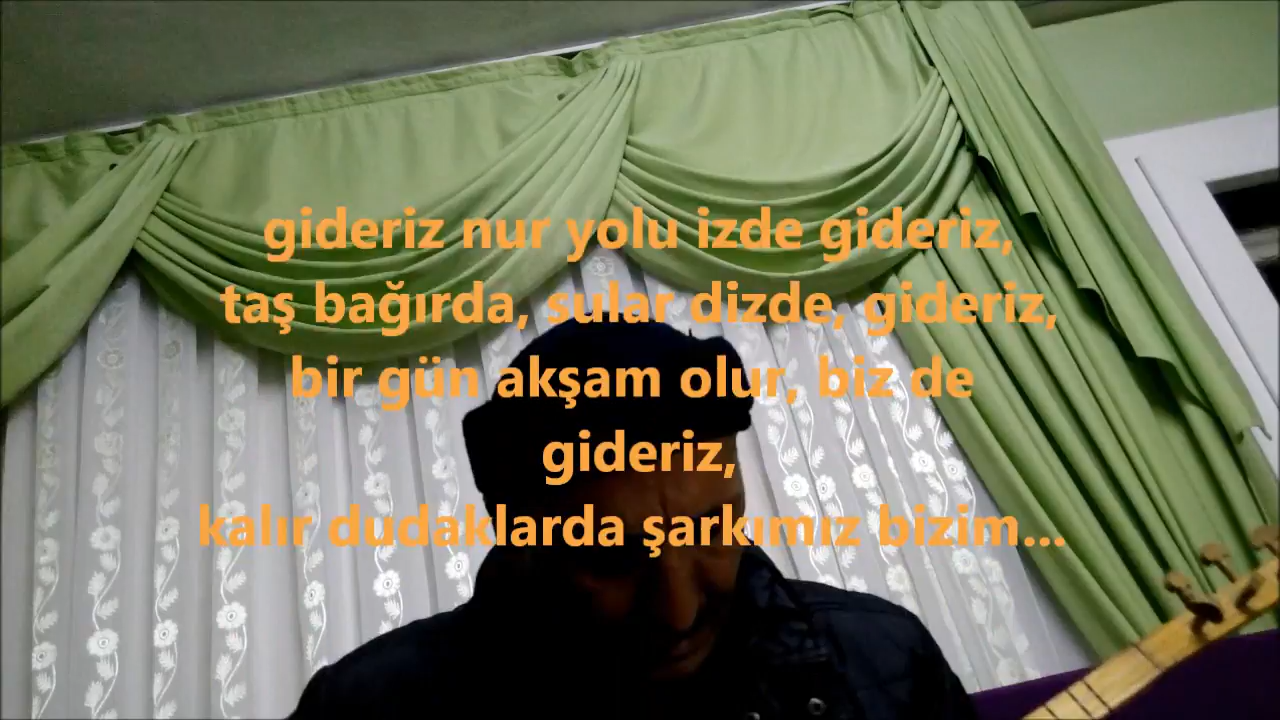 gideriz nur yolu izde gideriz,
taş bağırda, sular dizde, gideriz,
bir gün akşam olur, biz de
gideriz,
kalır dudaklarda şarkımız bizim...